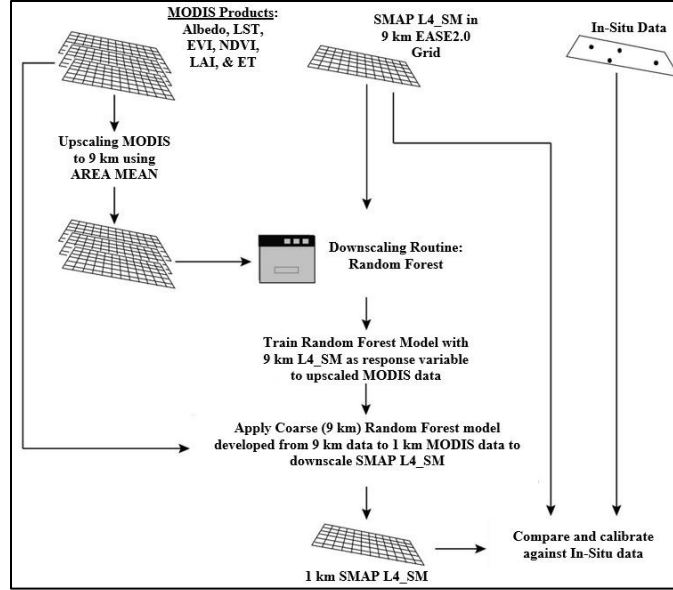 MODIS Products:
Albedo, LST,
EVI, NDVI,
LAI, & ET
SMAP L4_SM in
9 km EASE2.0
Grid
In-Situ Data
Upscaling MODIS
to 9 km using
AREA MEAN
Downscaling Routine:
Random Forest
Train Random Forest Model with
9 km L4_SM as response variable
to upscaled MODIS data
Apply Coarse (9 km) Random Forest model
developed from 9 km data to 1 km MODIS data to
downscale SMAP L4_SM
1 km SMAP L4_SM
Compare and calibrate
against In-Situ data